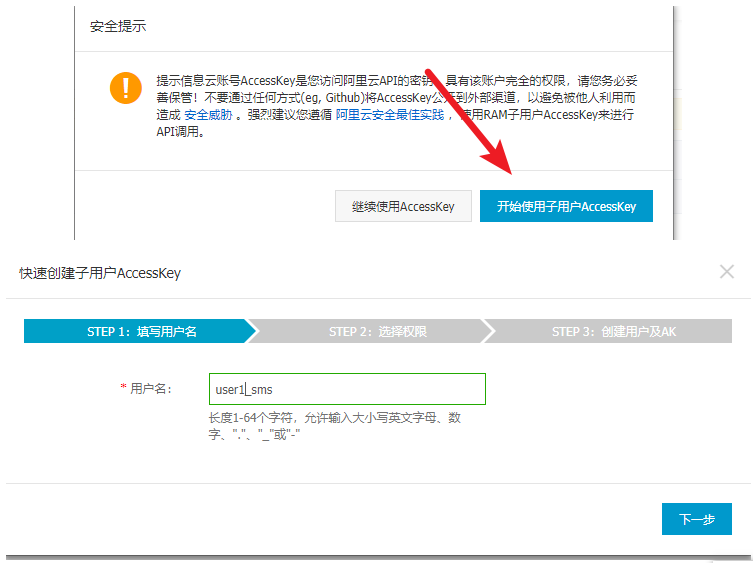 安全提示
提示信息云账号AccessKey是您访问阿里云API的密钥，具有该账户完全的权限，请您务必妥
善保管！不要通过任何方式(eg, Github)将AccessKey公开到外部渠道，以避免被他人利用而
造成 安全威胁 。强烈建议您遵循 阿里云安全最佳实践 ，使用RAM子用户AccessKey来进行
API调用。
继续使用AccessKey
开始使用子用户AccessKey
快速创建子用户AccessKey
STEP 1：填写用户名
STEP 2：选择权限
STEP 3：创建用户及AK
* 用户名：
user1_sms
长度1-64个字符，允许输入大小写英文字母、数
字、"."、"_"或"-"
下一步